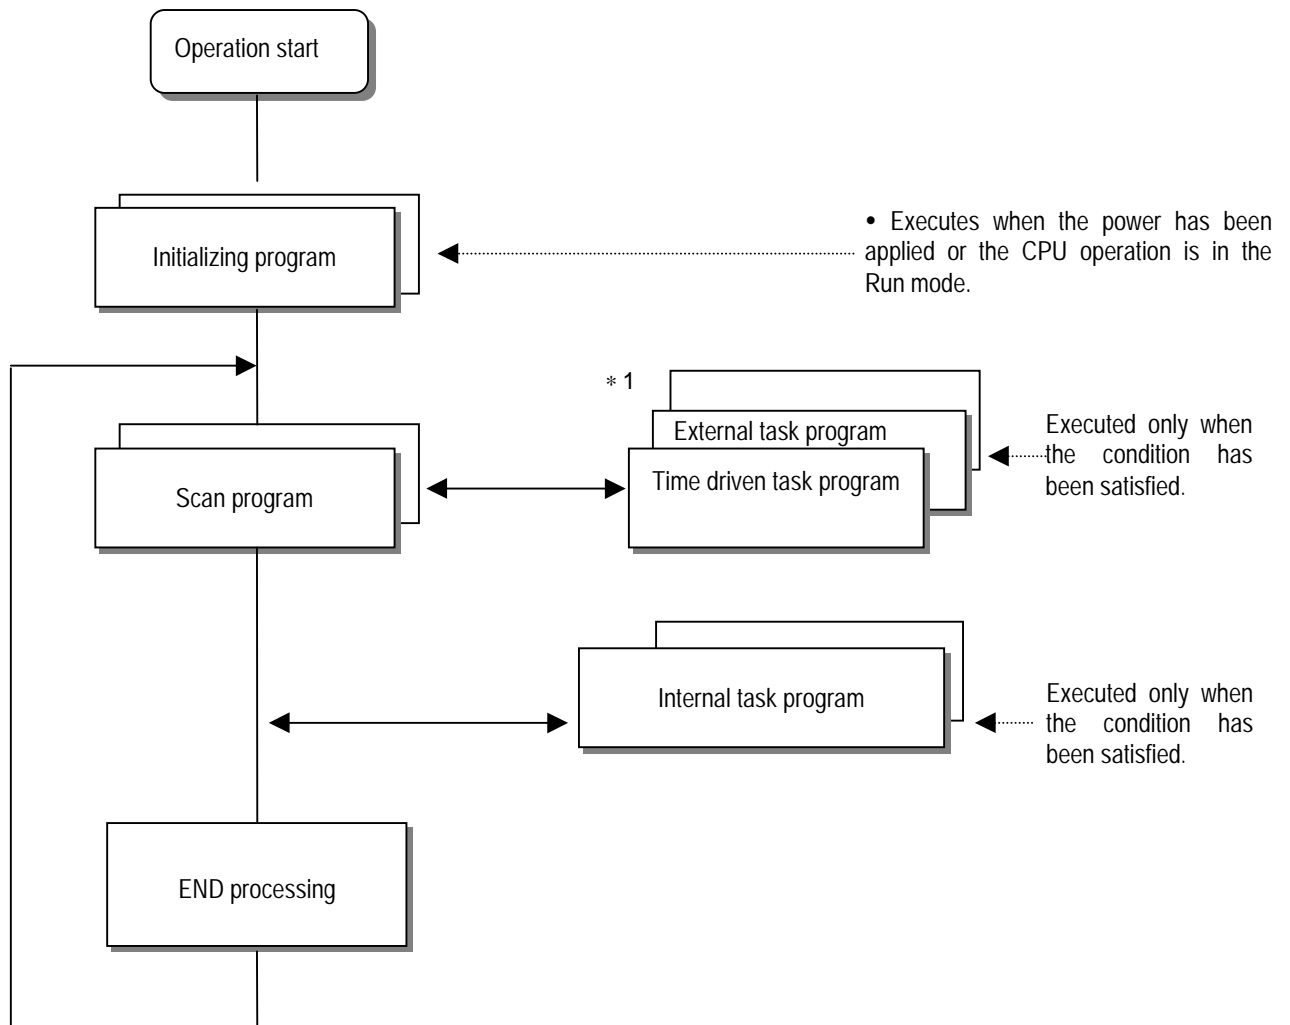 Operation start
• Executes when the power has been
applied or the CPU operation is in the
Run mode.
Initializing program
∗ 1
External task program
Time driven task program
Executed only when
the condition has
been satisfied.
Scan program
Internal task program
Executed only when
the condition has
been satisfied.
END processing